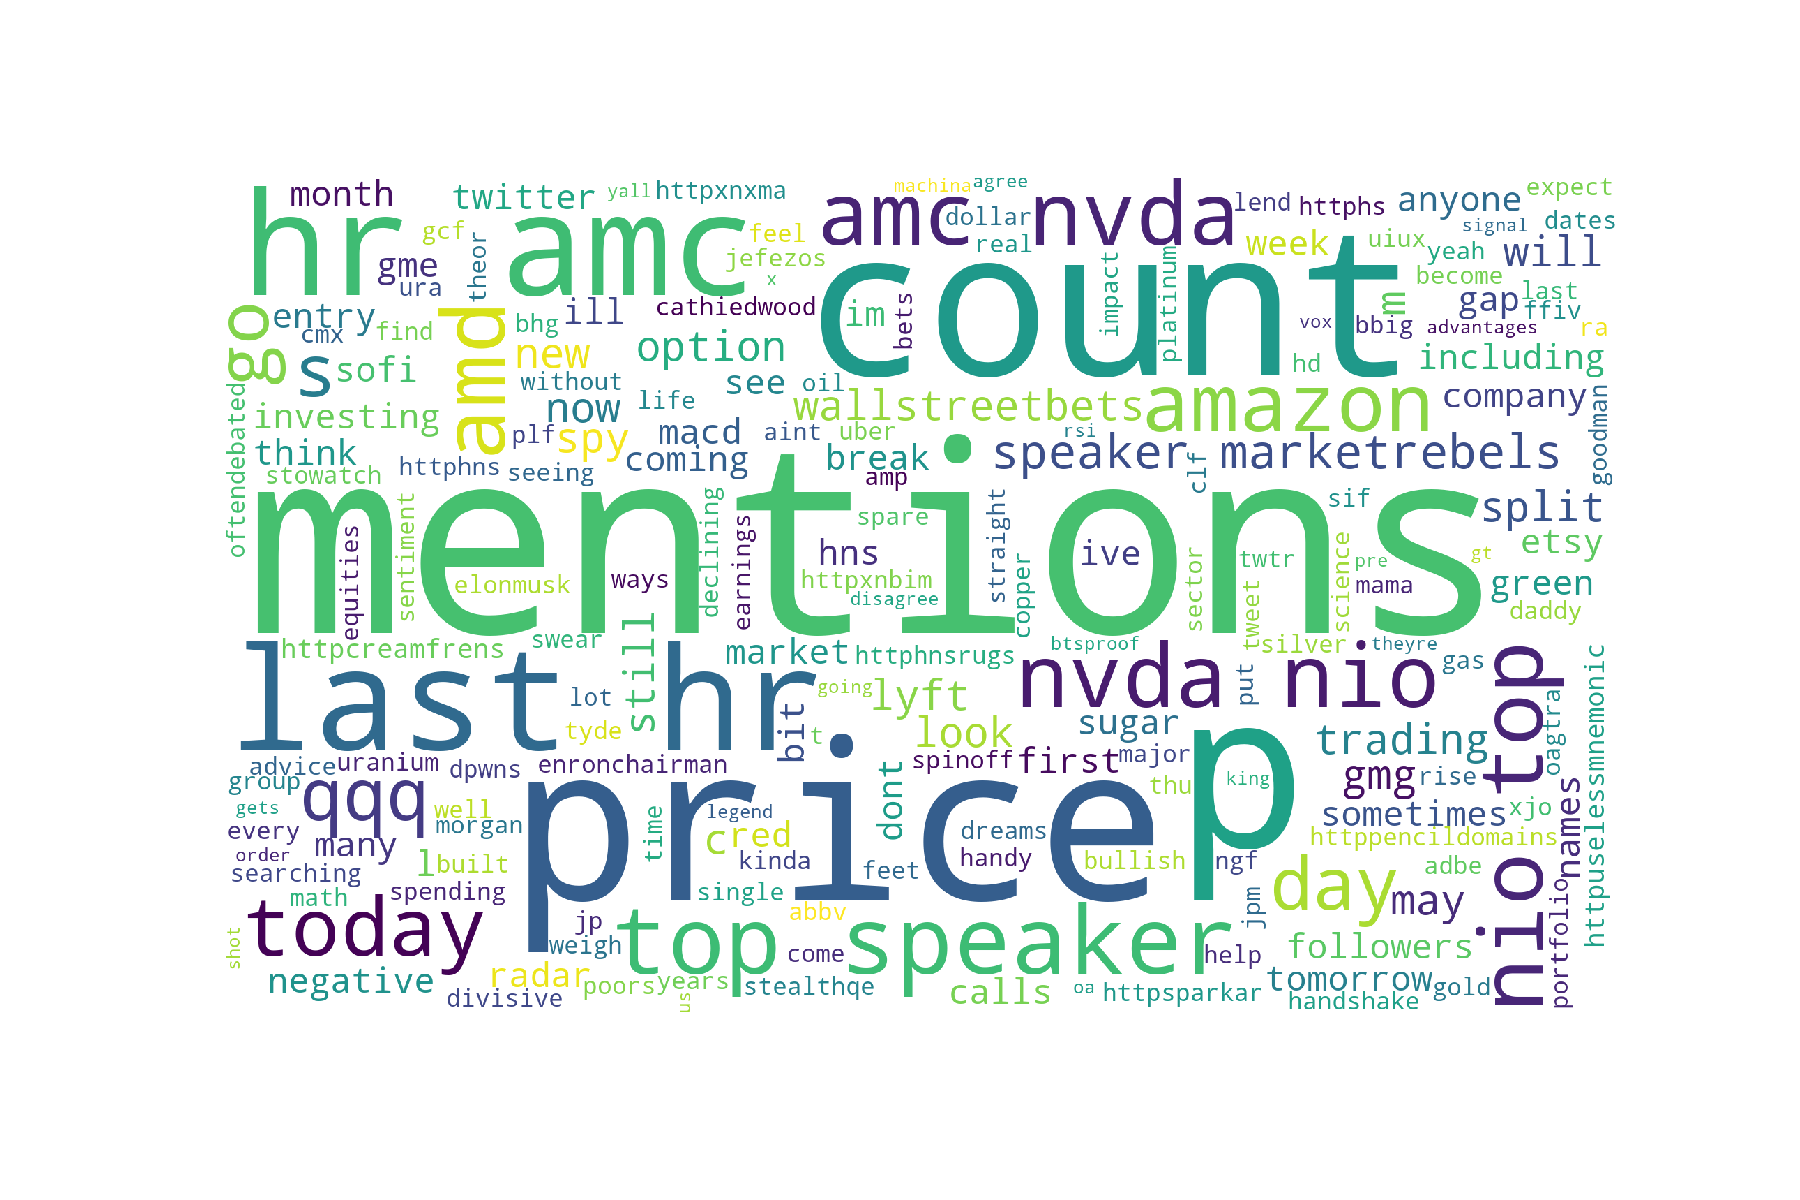 month
twitter
yall
httpxnxma
machina
agree
amc nvda
lend
httphs
anyone
expect
hr amc
gcf
theor
feel
dollar
signal
dates
gme
jefezos
real
week
uiux
yeah
will
ura
x
impact
platinum
become
go
entry
cmx
find
amd
bhg
ill
cathiedwood
im
bets
count
vox
bbig
m
gap
last
ffiv
advantages
ra
s
sofi
new
option
hd
including
oftendebated
without
see
oil
investing
now
life
wallstreetbets
amazon
company
goodman
think
plf
spy
macd
aint
uber
rsi
speaker marketrebels
stowatch
httphns
seeing
coming
break
amp
clf
mentions
sif
split
sentiment
equities
declining
earnings
spare
straight
copper
hns
ive
sector
twtr
tweet
science
pre
gt
etsy
elonmusk
ways
httpxnbim
disagree
mama
green
daddy
httpcreamfrens
swear
still
market
httphnsrugs
btsproof
silver
theyre
last hr
lot
going
nvda nio
put
gas
nio top
oagtra
httpuselessmnemonic
tyde
bit
t
lyft
look
sugar
trading
advice
uranium
dpwns
enronchairman
spinoff
first
major
gmg
rise
group
qqq
pricep
dont
thu
king
gets
well
legend
sometimes
xjo
names
every
morgan
time
cred
dreams
httppencildomains
order
many
kinda
handy
bullish
ngf
adbe
searching
l
built
feet
day
may
math
spending
single
jpm
portfolio
shot
today
jp
abbv
top speaker
weigh
come
help
followers
negative
radar
poors
years
stealthqe
calls
oa
httpsparkar
tomorrow
gold
divisive
us
handshake